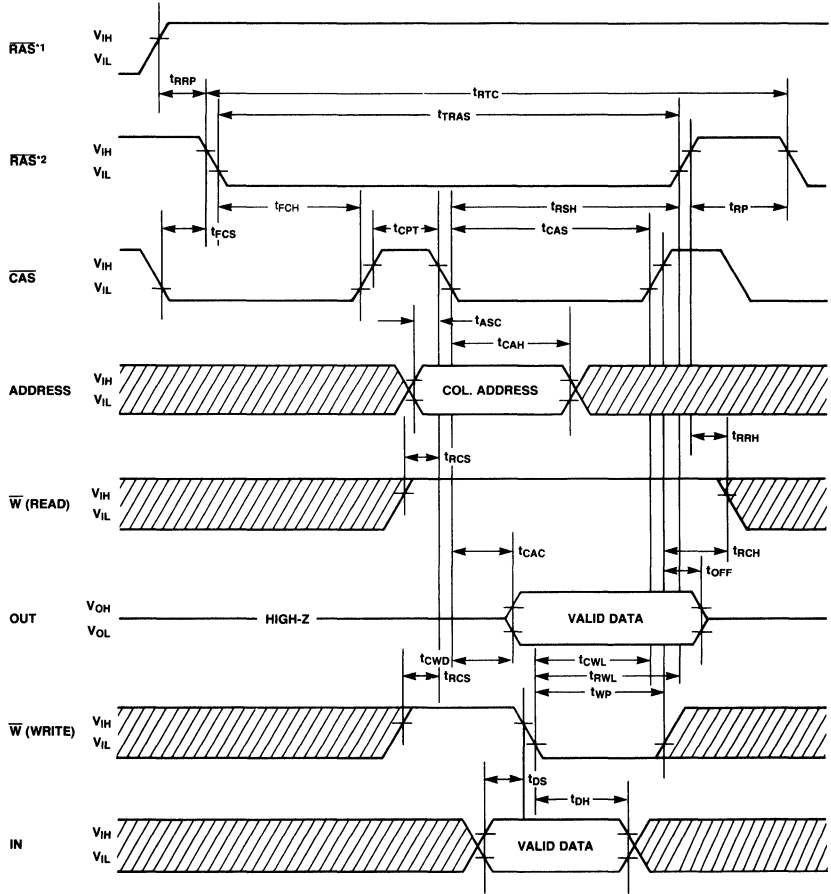 RAS*1 VIH
VIL
tRRP tRTC
tTRAS
RAS*2 VIH
VIL
tFCH tRSH tRP
tFCS tCPT tCAS
CAS VIH
VIL
tASC
tCAH
ADDRESS VIH
VIL
COL. ADDRESS
tRRH
tRCS
W (READ) VIH
VIL
tCAC tRCH
tOFF
OUT VOH
VOL
HIGH-Z VALID DATA
tCWD tCWL
tRCS tRWL
tWP
W (WRITE) VIH
VIL
tDS
tDH
IN VIH
VIL
VALID DATA